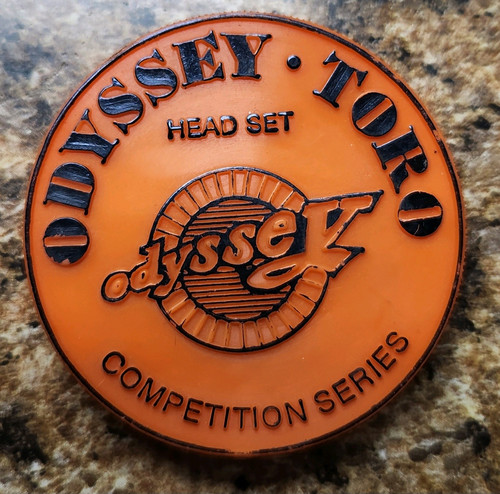 ODYSSEY • TORO
HEAD SET
odyssey
COMPETITION SERIES